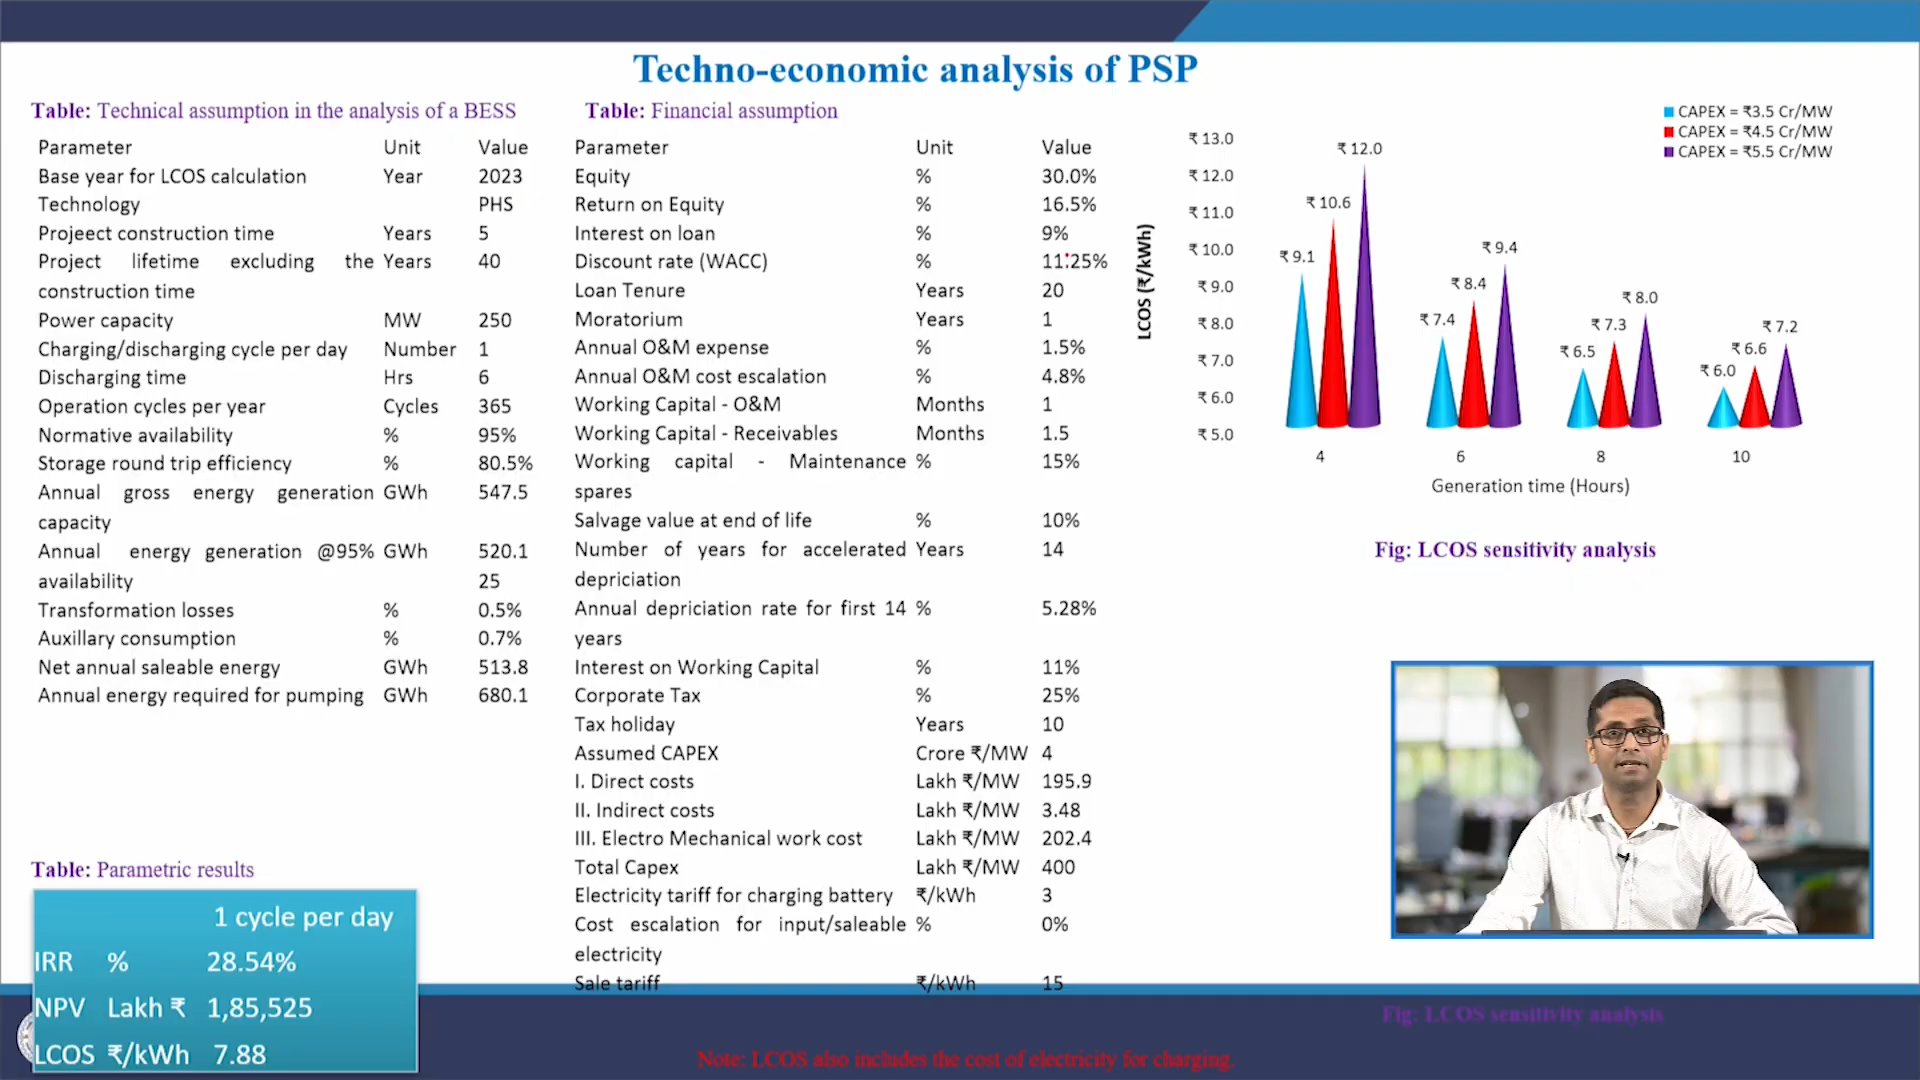 Techno-economic analysis of PSP
Table: Technical assumption in the analysis of a BESS
Parameter Unit Value
Base year for LCOS calculation Year 2023
Technology PHS
Projeect construction time Years 5
Project lifetime excluding the Years 40
construction time
Power capacity MW 250
Charging/discharging cycle per day Number 1
Discharging time Hrs 6
Operation cycles per year Cycles 365
Normative availability % 95%
Storage round trip efficiency % 80.5%
Annual gross energy generation GWh 547.5
capacity
Annual energy generation @95% GWh 520.1
availability 25
Transformation losses % 0.5%
Auxillary consumption % 0.7%
Net annual saleable energy GWh 513.8
Annual energy required for pumping GWh 680.1
Table: Parametric results
1 cycle per day
IRR % 28.54%
NPV Lakh ₹ 1,85,525
LCOS ₹/kWh 7.88
Table: Financial assumption
Parameter Unit Value
Equity % 30.0%
Return on Equity % 16.5%
Interest on loan % 9%
Discount rate (WACC) % 11.25%
Loan Tenure Years 20
Moratorium Years 1
Annual O&M expense % 1.5%
Annual O&M cost escalation % 4.8%
Working Capital - O&M Months 1
Working Capital - Receivables Months 1.5
Working capital - Maintenance % 15%
spares
Salvage value at end of life % 10%
Number of years for accelerated Years 14
depriciation
Annual depriciation rate for first 14 % 5.28%
years
Interest on Working Capital % 11%
Corporate Tax % 25%
Tax holiday Years 10
Assumed CAPEX Crore ₹/MW 4
I. Direct costs Lakh ₹/MW 195.9
II. Indirect costs Lakh ₹/MW 3.48
III. Electro Mechanical work cost Lakh ₹/MW 202.4
Total Capex Lakh ₹/MW 400
Electricity tariff for charging battery ₹/kWh 3
Cost escalation for input/saleable % 0%
electricity
Sale tariff ₹/kWh 15
CAPEX = ₹3.5 Cr/MW
CAPEX = ₹4.5 Cr/MW
CAPEX = ₹5.5 Cr/MW
LCOS (₹/kWh)
₹ 13.0
₹ 12.0
₹ 11.0
₹ 10.0
₹ 9.0
₹ 8.0
₹ 7.0
₹ 6.0
₹ 5.0
₹ 9.1 ₹ 10.6 ₹ 12.0
₹ 7.4 ₹ 8.4 ₹ 9.4
₹ 6.5 ₹ 7.3 ₹ 8.0
₹ 6.0 ₹ 6.6 ₹ 7.2
4 6 8 10
Generation time (Hours)
Fig: LCOS sensitivity analysis
Fig: LCOS sensitivity analysis
Note: LCOS also includes the cost of electricity for charging.